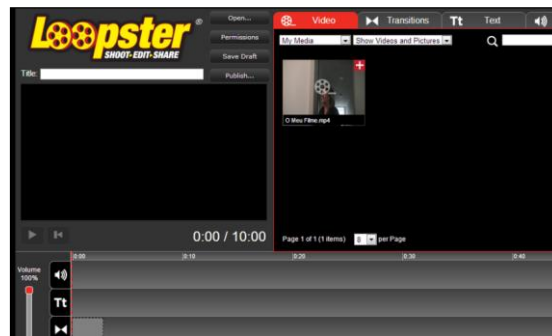 Loopster®
SHOOT·EDIT·SHARE
Title:
Open...
Permissions
Save Draft
Publish...
Video
Transitions
Tt
Text
My Media
Show Videos and Pictures
O Meu Filme.mp4
0:00 / 10:00
Page 1 of 1 (1 items)
8
per Page
0:00
0:10
0:20
0:30
0:40
Volume
100%
Tt